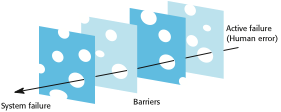 Active failure
(Human error)
Barriers
System failure